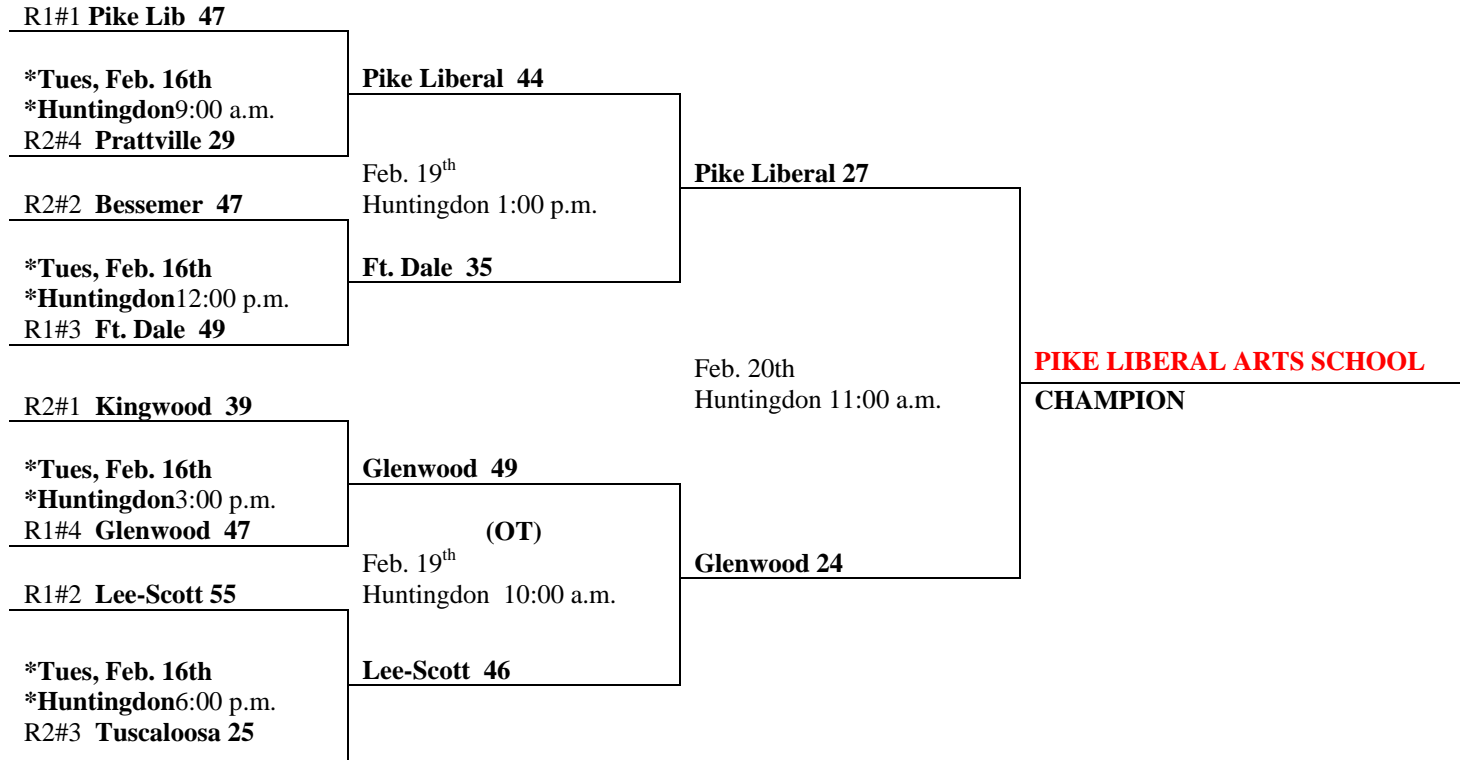 R1#1 Pike Lib 47
*Tues, Feb. 16th
*Huntingdon9:00 a.m.
R2#4 Prattville 29
R2#2 Bessemer 47
*Tues, Feb. 16th
*Huntingdon12:00 p.m.
R1#3 Ft. Dale 49
R2#1 Kingwood 39
*Tues, Feb. 16th
*Huntingdon3:00 p.m.
R1#4 Glenwood 47
R1#2 Lee-Scott 55
*Tues, Feb. 16th
*Huntingdon6:00 p.m.
R2#3 Tuscaloosa 25
Pike Liberal 44
Feb. 19th
Huntingdon 1:00 p.m.
Ft. Dale 35
Glenwood 49
(OT)
Feb. 19th
Huntingdon 10:00 a.m.
Lee-Scott 46
Pike Liberal 27
Feb. 20th
Huntingdon 11:00 a.m.
Glenwood 24
PIKE LIBERAL ARTS SCHOOL
CHAMPION